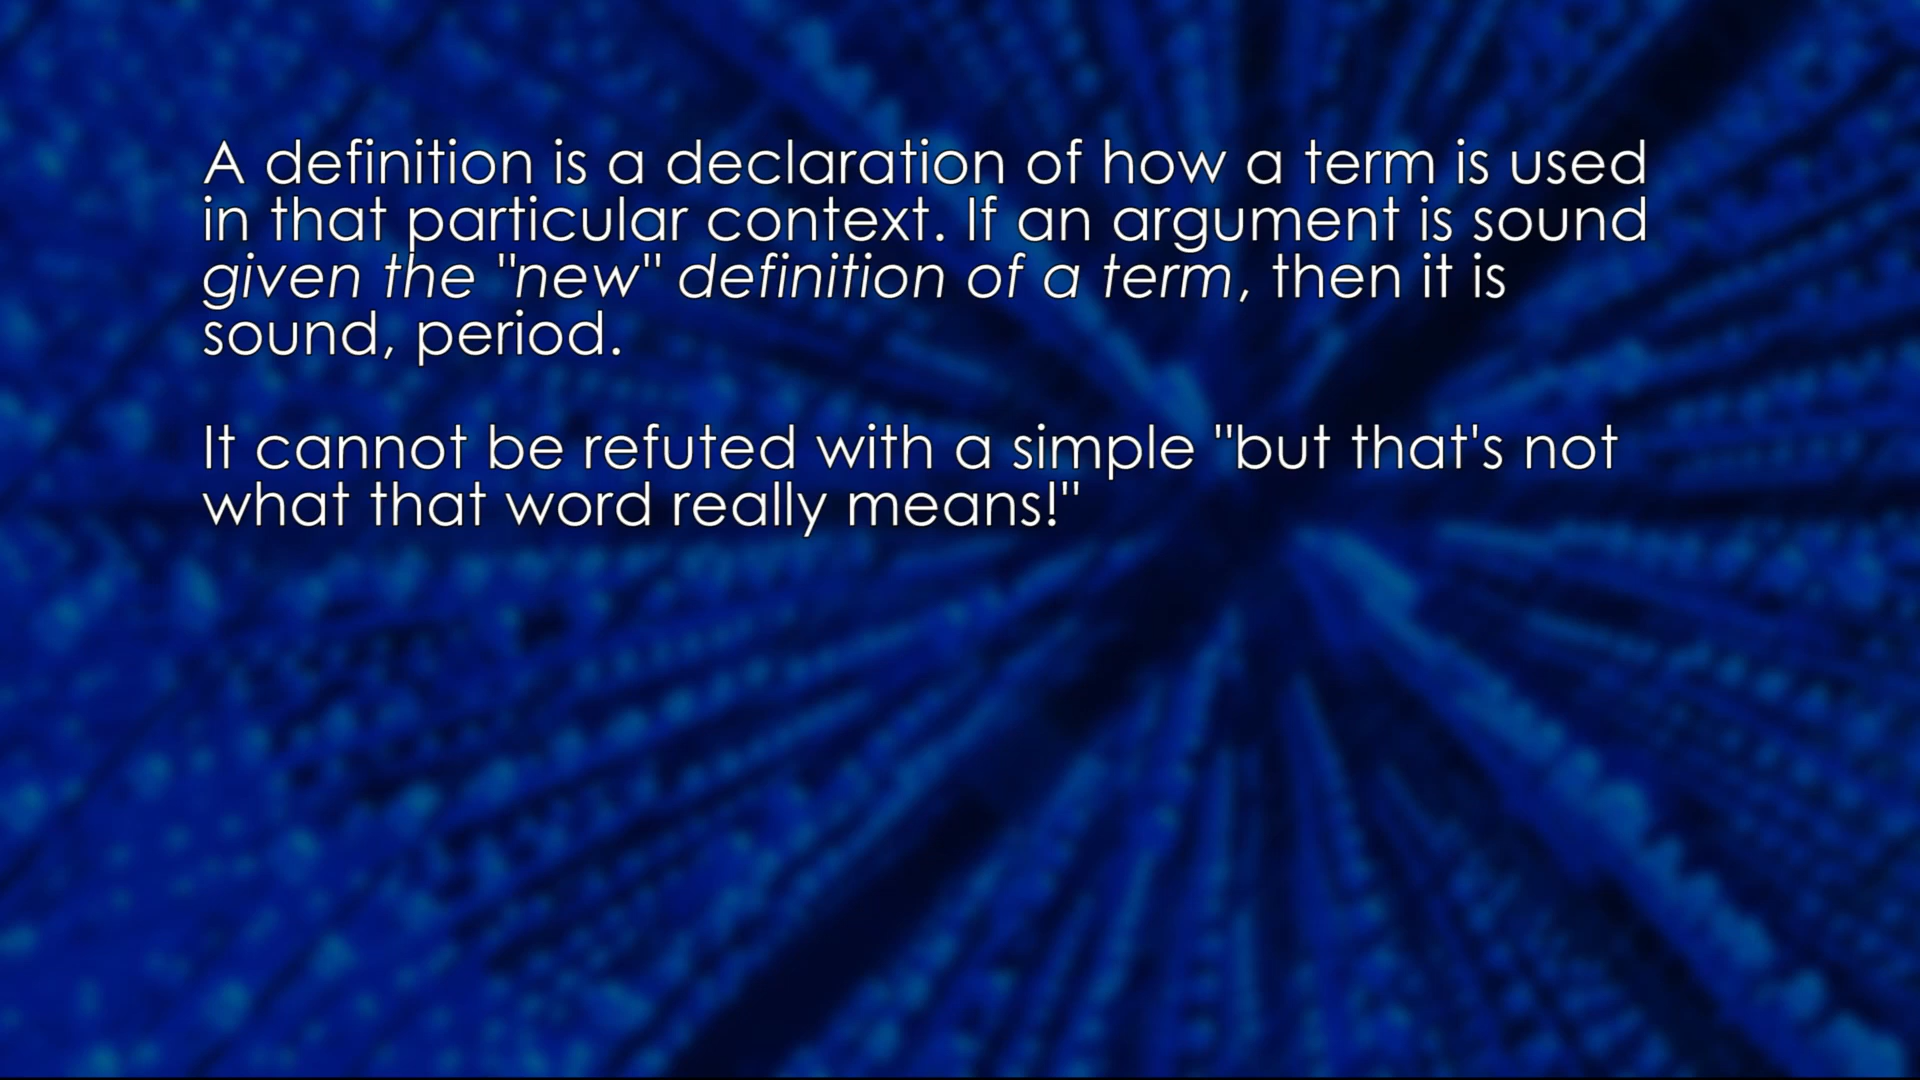 A definition is a declaration of how a term is used
in that particular context. If an argument is sound
given the "new" definition of a term, then it is
sound, period.
It cannot be refuted with a simple "but that's not
what that word really means!"